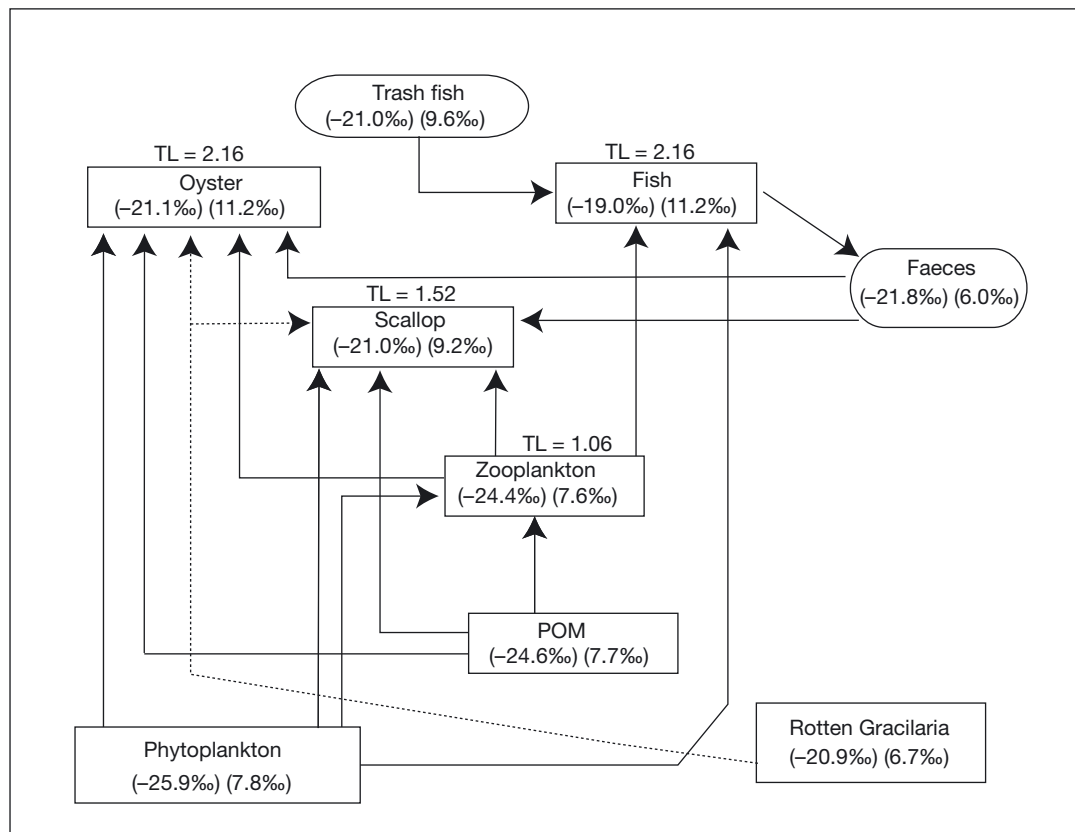 Trash fish
(–21.0‰) (9.6‰)
TL = 2.16
Oyster
(–21.1‰) (11.2‰)
TL = 2.16
Fish
(–19.0‰) (11.2‰)
Faeces
(–21.8‰) (6.0‰)
TL = 1.52
Scallop
(–21.0‰) (9.2‰)
TL = 1.06
Zooplankton
(–24.4‰) (7.6‰)
POM
(–24.6‰) (7.7‰)
Phytoplankton
(–25.9‰) (7.8‰)
Rotten Gracilaria
(–20.9‰) (6.7‰)